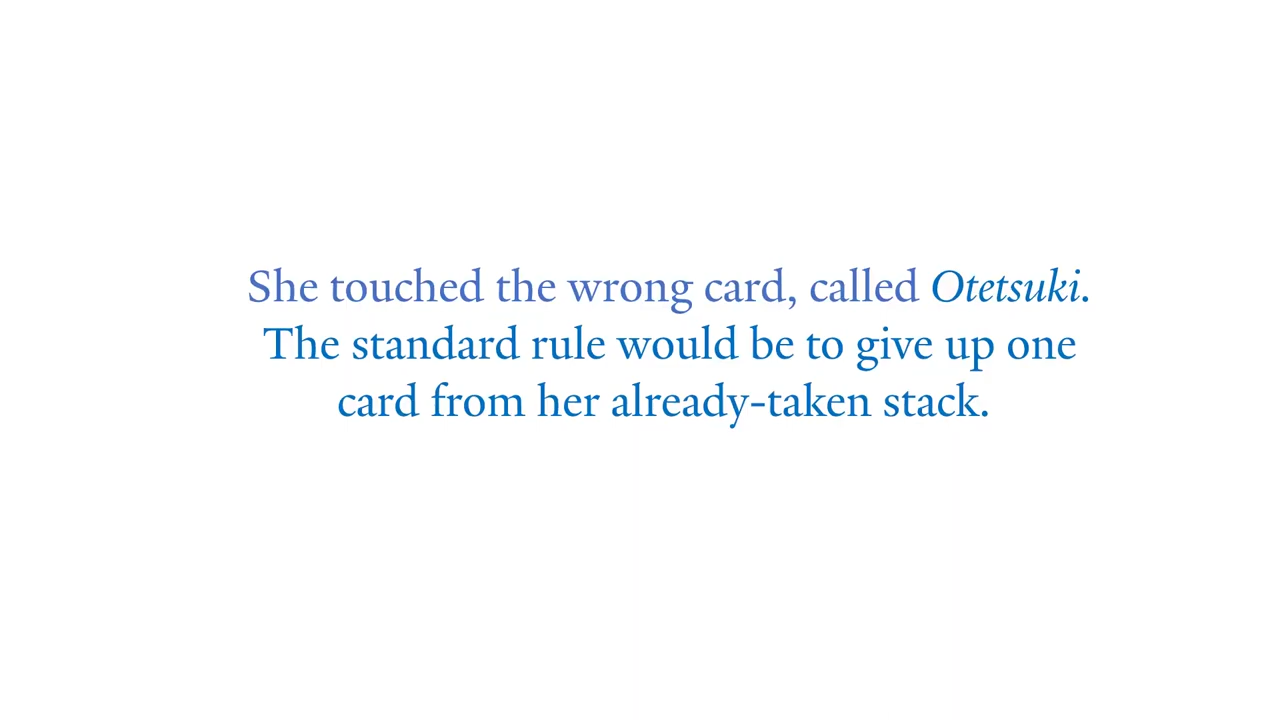 She touched the wrong card, called Otetsuki.
The standard rule would be to give up one
card from her already-taken stack.